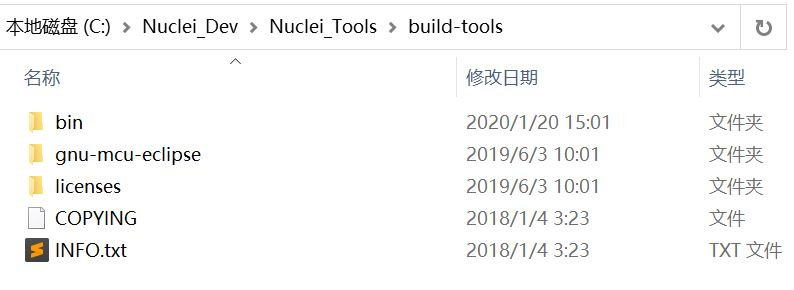 本地磁盘 (C:) > Nuclei_Dev > Nuclei_Tools > build-tools
名称 修改日期 类型
bin 2020/1/20 15:01 文件夹
gnu-mcu-eclipse 2019/6/3 10:01 文件夹
licenses 2019/6/3 10:01 文件夹
COPYING 2018/1/4 3:23 文件
INFO.txt 2018/1/4 3:23 TXT 文件